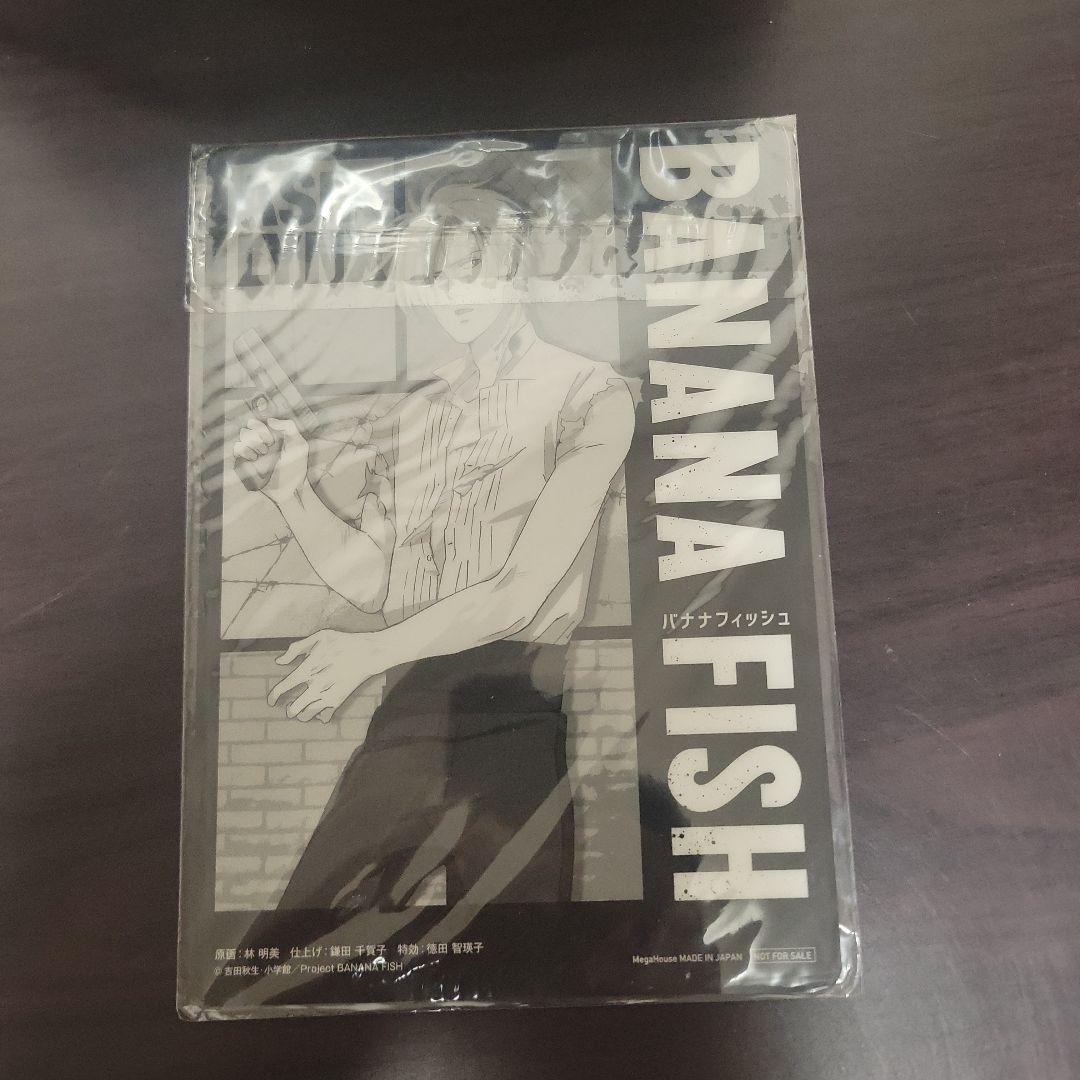 BANANA FISH
バナナフィッシュ
原画：林 明美　仕上げ：鎌田 千賀子　特効：徳田 智瑛子
© 吉田秋生・小学館／Project BANANA FISH
MegaHouse MADE IN JAPAN NOT FOR SALE